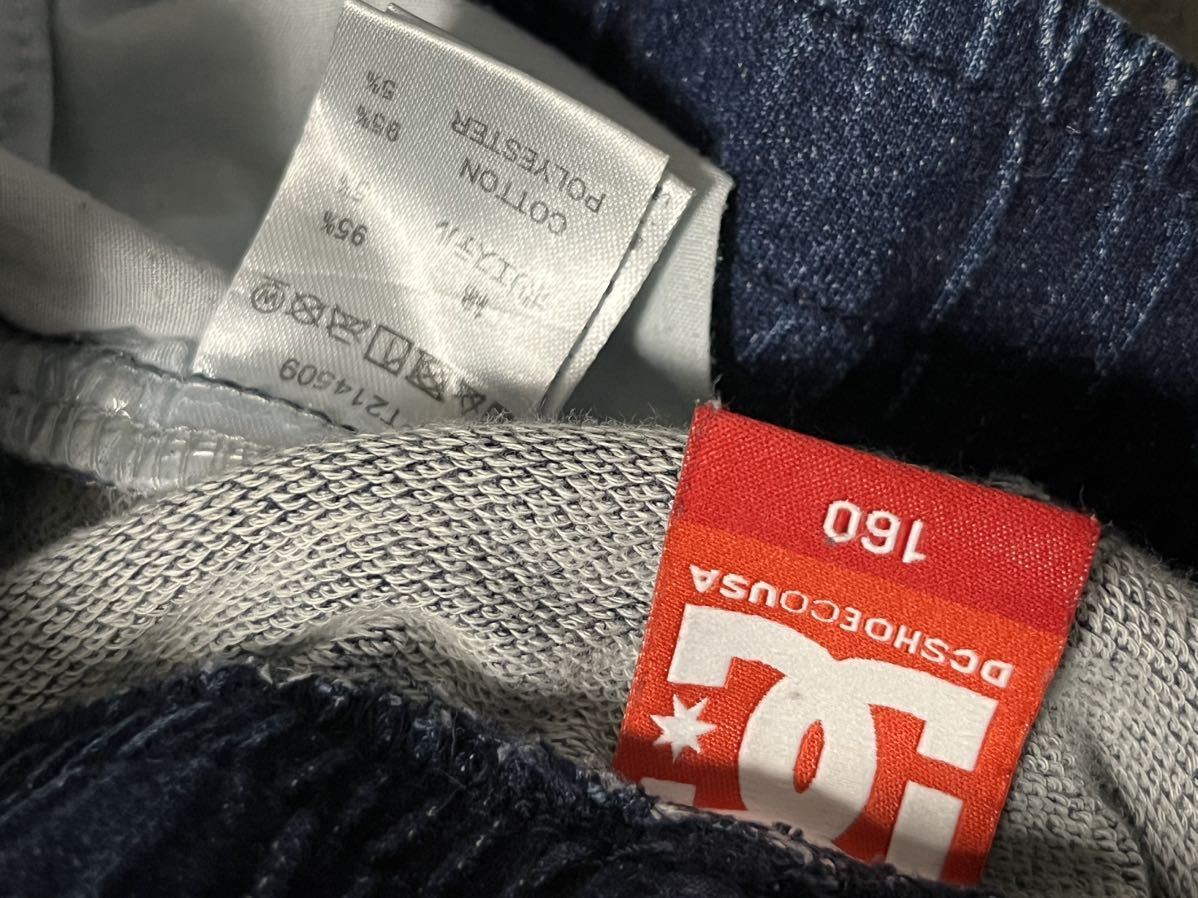 COTTON 95%
POLYESTER 5%
綿 95%
ポリエステル 5%
W
T214509
160
DCSHOECOUSA
DC